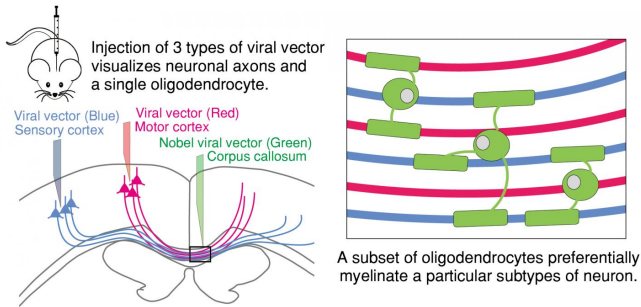 Injection of 3 types of viral vector
visualizes neuronal axons and
a single oligodendrocyte.
Viral vector (Blue)
Sensory cortex
Viral vector (Red)
Motor cortex
Nobel viral vector (Green)
Corpus callosum
A subset of oligodendrocytes preferentially
myelinate a particular subtypes of neuron.